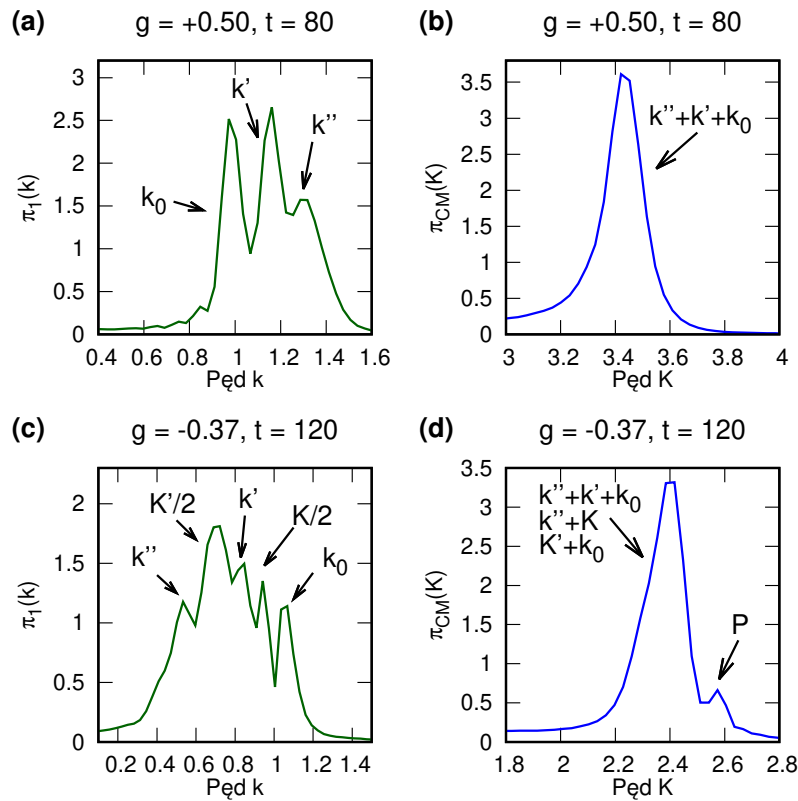 (a) g = +0.50, t = 80
π₁(k)
3
2.5
2
1.5
1
0.5
0
k₀
k'
k''
0.4 0.6 0.8 1 1.2 1.4 1.6
Pęd k
(b) g = +0.50, t = 80
π_CM(K)
3.5
3
2.5
2
1.5
1
0.5
0
k''+k'+k₀
3 3.2 3.4 3.6 3.8 4
Pęd K
(c) g = -0.37, t = 120
π₁(k)
2
1.5
1
0.5
0
k''
K'/2
k'
K/2
k₀
0.2 0.4 0.6 0.8 1 1.2 1.4
Pęd k
(d) g = -0.37, t = 120
π_CM(K)
3.5
3
2.5
2
1.5
1
0.5
0
k''+k'+k₀
k''+K
K'+k₀
P
1.8 2 2.2 2.4 2.6 2.8
Pęd K